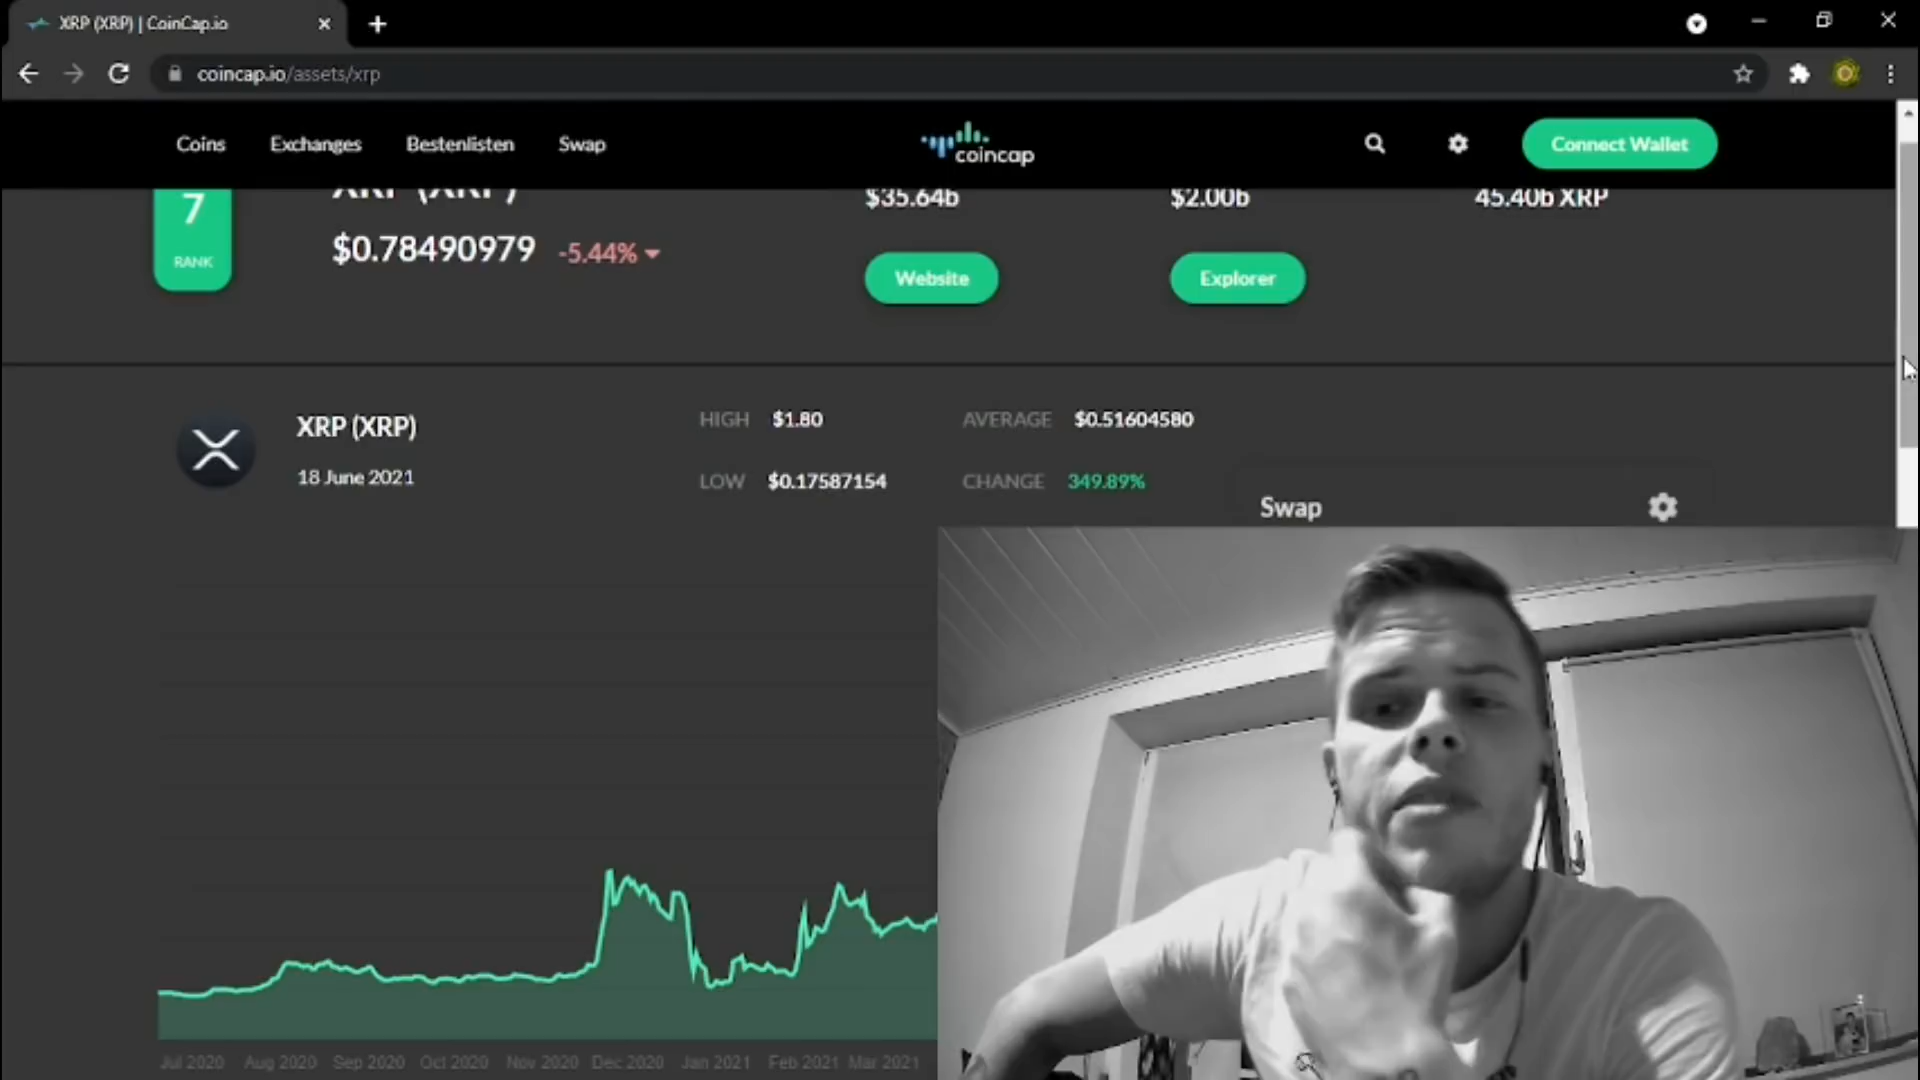 XRP (XRP) | CoinCap.io
coincap.io/assets/xrp
Coins Exchanges Bestenlisten Swap coincap Connect Wallet
7 XRP (XRP) $35.64b $2.00b 45.40b XRP
RANK $0.78490979 -5.44% Website Explorer
XRP (XRP) HIGH $1.80 AVERAGE $0.51604580
18 June 2021 LOW $0.17587154 CHANGE 349.89%
Swap
Jul 2020 Aug 2020 Sep 2020 Oct 2020 Nov 2020 Dec 2020 Jan 2021 Feb 2021 Mar 2021